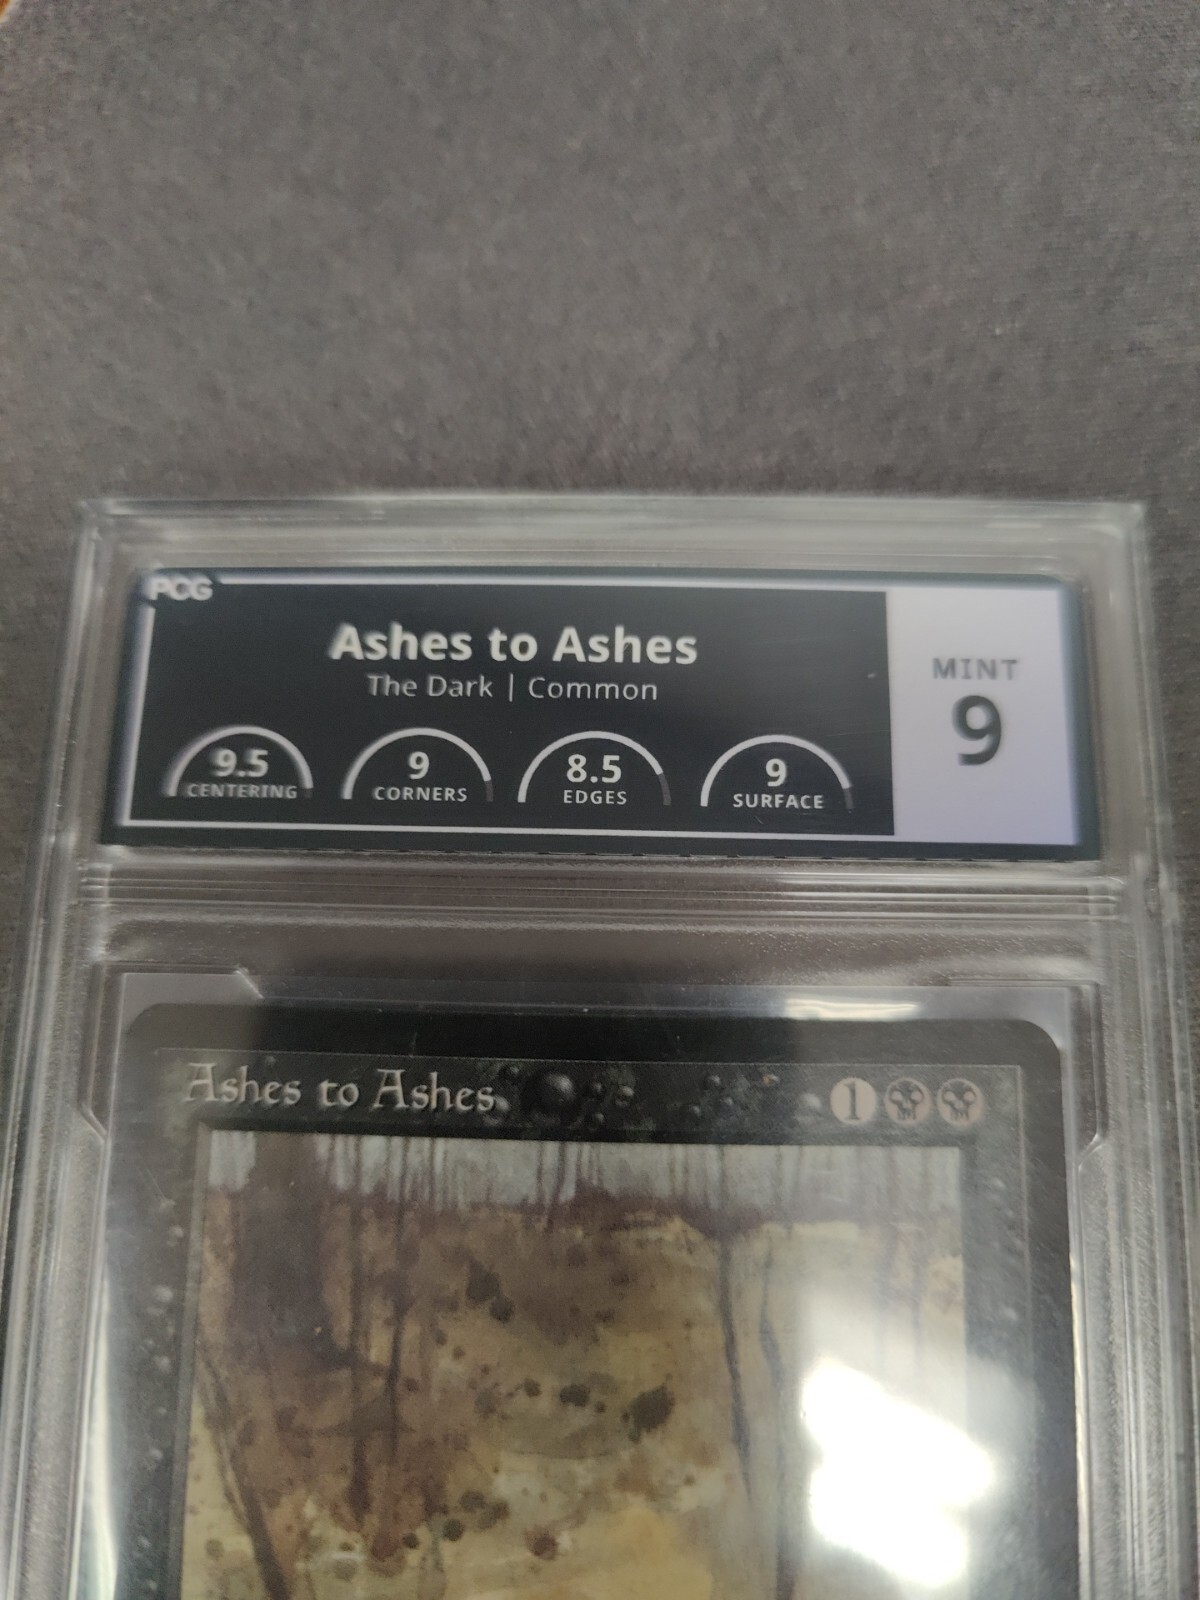 PCG
Ashes to Ashes
The Dark | Common
9.5
CENTERING
9
CORNERS
8.5
EDGES
9
SURFACE
MINT
9
Ashes to Ashes
1